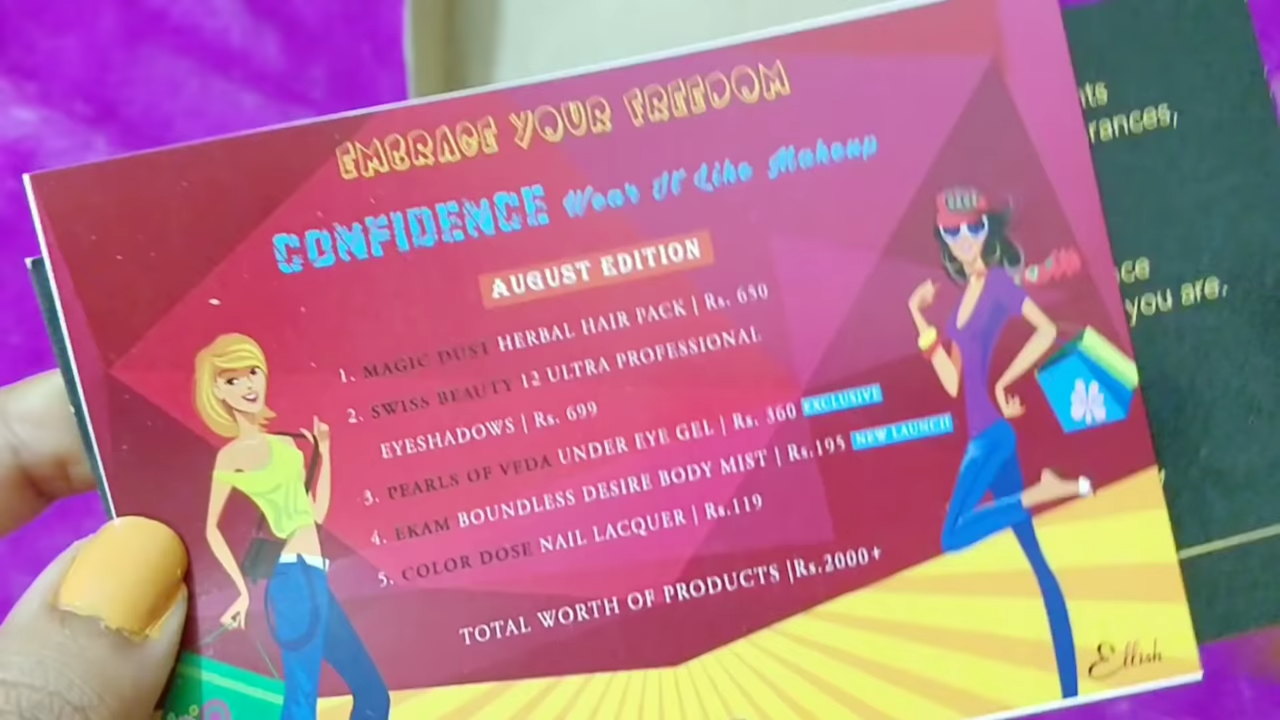 EMBRACE YOUR FREEDOM
CONFIDENCE Wear It Like Makeup
AUGUST EDITION
1. MAGIC DUST HERBAL HAIR PACK | Rs. 650
2. SWISS BEAUTY 12 ULTRA PROFESSIONAL
EYESHADOWS | Rs. 699
3. PEARLS OF VEDA UNDER EYE GEL | Rs. 360 EXCLUSIVE
4. EKAM BOUNDLESS DESIRE BODY MIST | Rs.195 NEW LAUNCH
5. COLOR DOSE NAIL LACQUER | Rs.119
TOTAL WORTH OF PRODUCTS |Rs.2000+
Ellish
nts
rances,
ce
you are,